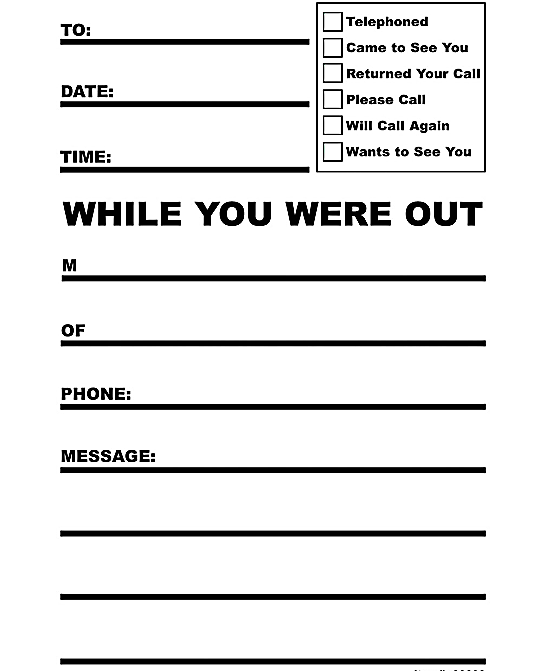 TO:
DATE:
TIME:
Telephoned
Came to See You
Returned Your Call
Please Call
Will Call Again
Wants to See You
WHILE YOU WERE OUT
M
OF
PHONE:
MESSAGE: